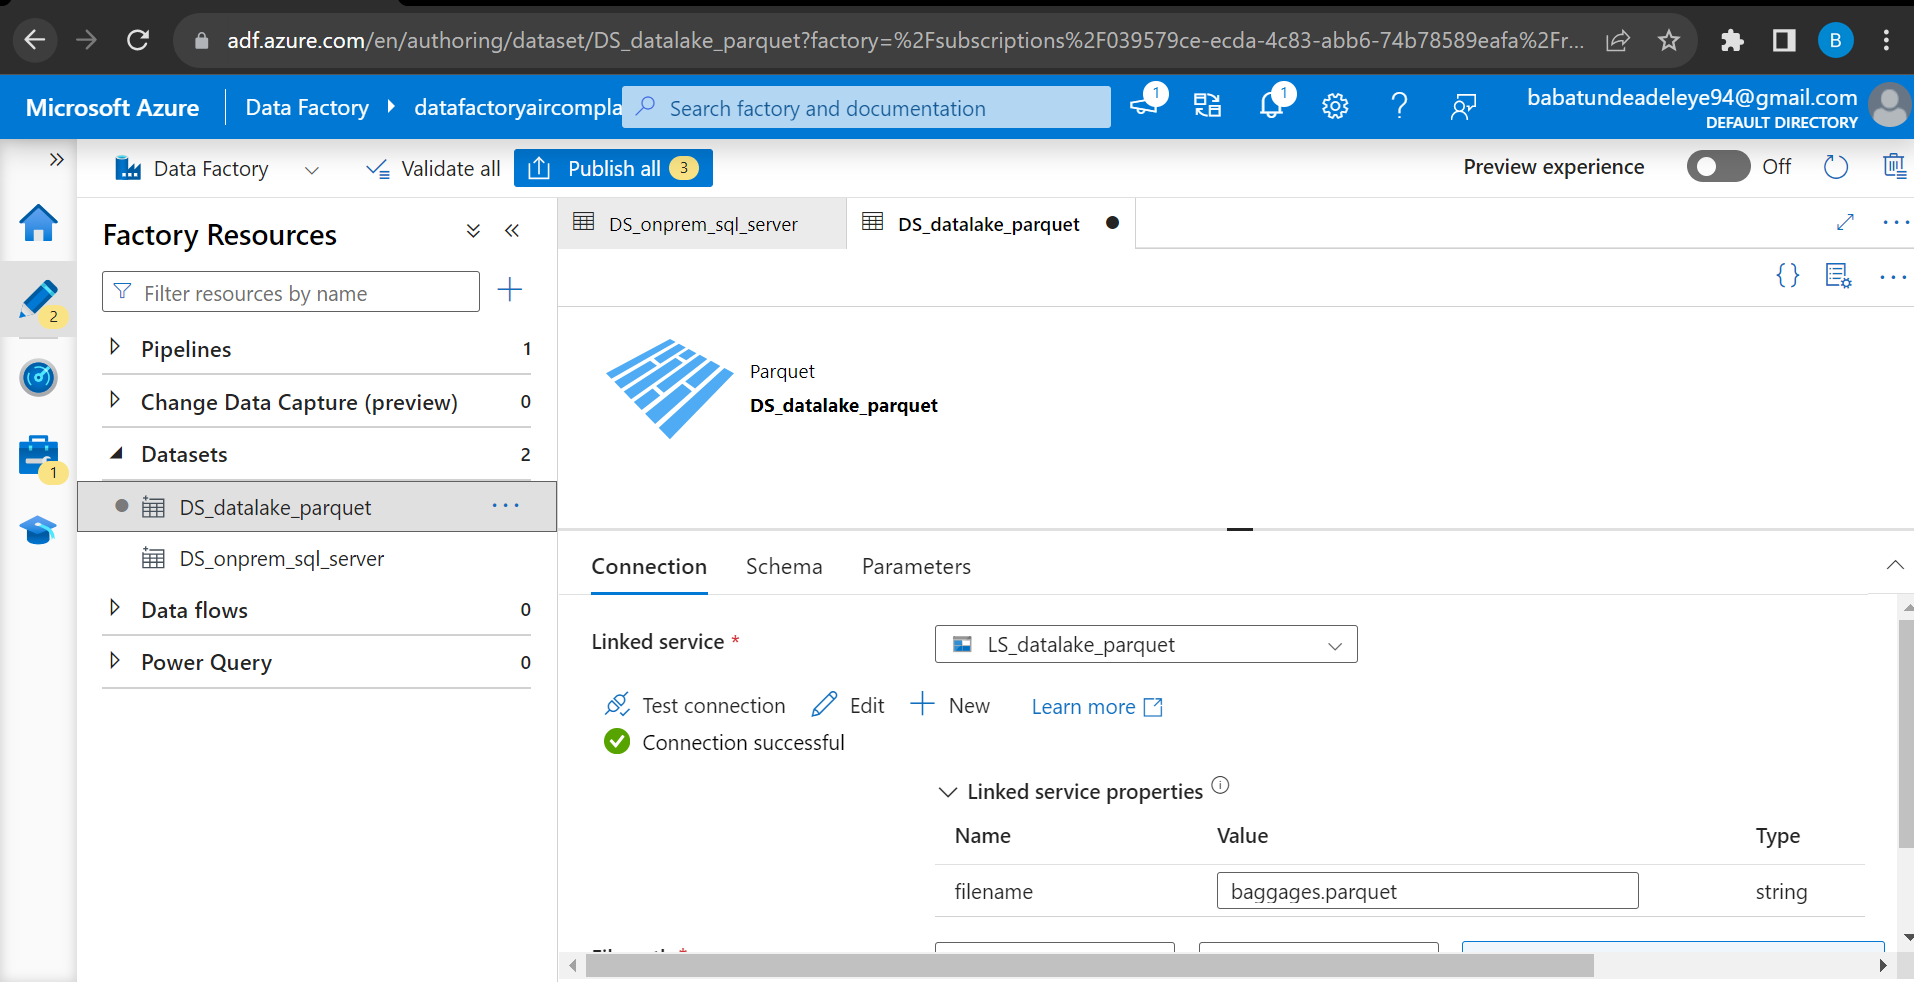 adf.azure.com/en/authoring/dataset/DS_datalake_parquet?factory=%2Fsubscriptions%2F039579ce-ecda-4c83-abb6-74b78589eafa%2Fr...
B
Microsoft Azure
Data Factory
datafactoryaircompla
Search factory and documentation
1
1
babatundeadeleye94@gmail.com
DEFAULT DIRECTORY
Data Factory
Validate all
Publish all 3
Preview experience
Off
Factory Resources
DS_onprem_sql_server
DS_datalake_parquet
Filter resources by name
2
Pipelines 1
Change Data Capture (preview) 0
Datasets 2
1
DS_datalake_parquet
DS_onprem_sql_server
Data flows 0
Power Query 0
Parquet
DS_datalake_parquet
Connection Schema Parameters
Linked service *
LS_datalake_parquet
Test connection Edit New Learn more
Connection successful
Linked service properties
Name Value Type
filename baggages.parquet string